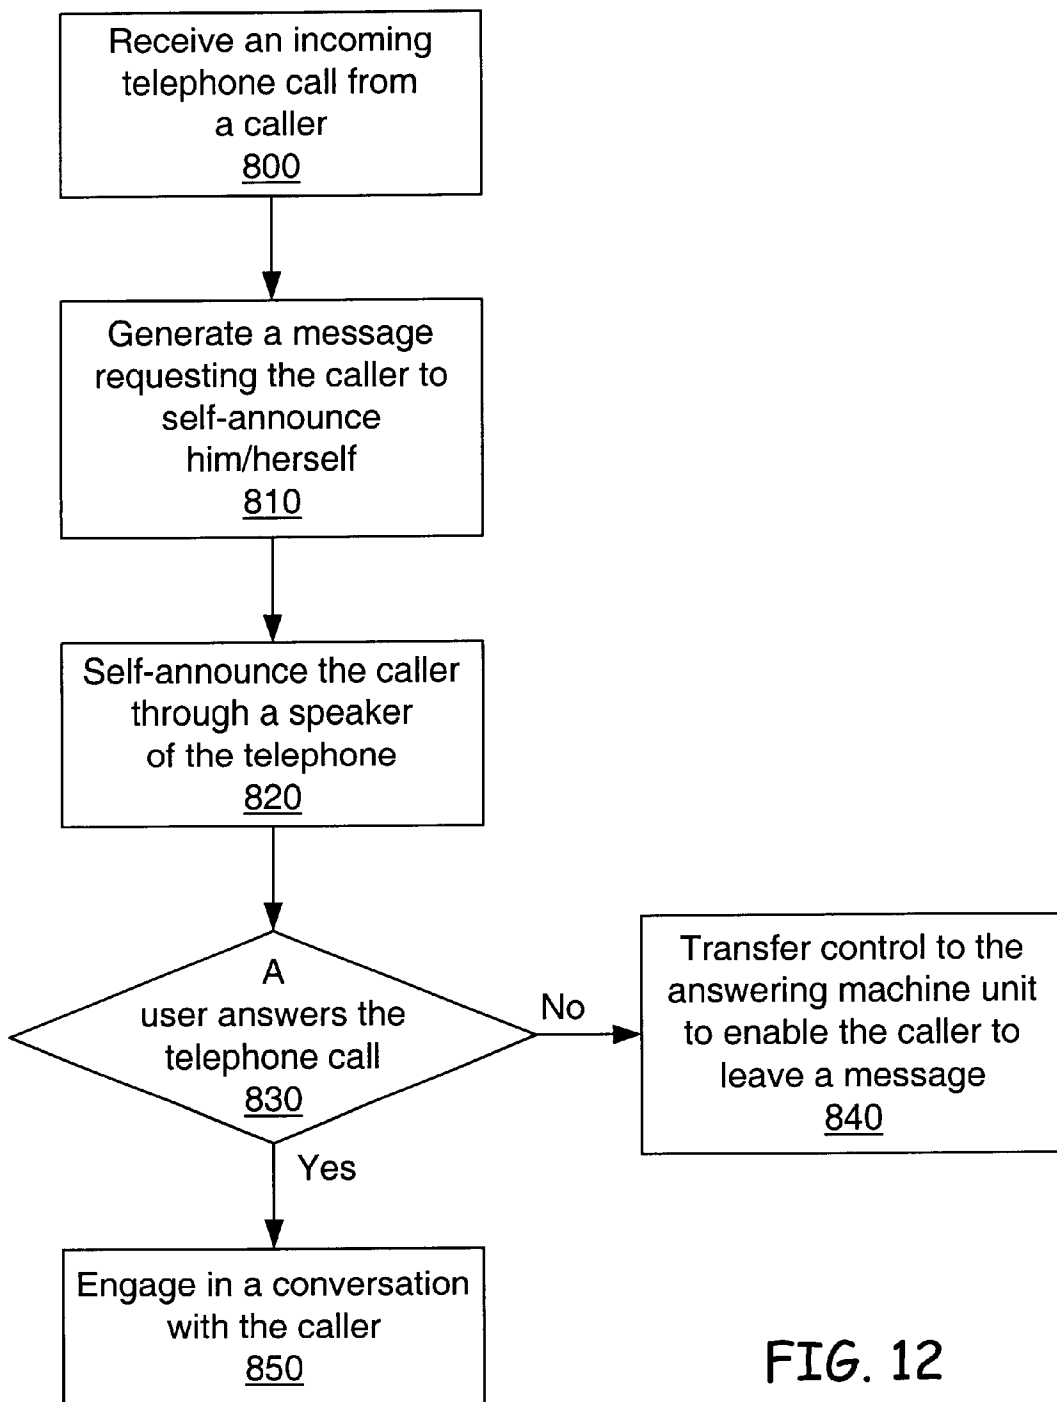 Receive an incoming
telephone call from
a caller
800
Generate a message
requesting the caller to
self-announce
him/herself
810
Self-announce the caller
through a speaker
of the telephone
820
A
user answers the
telephone call
830
No
Transfer control to the
answering machine unit
to enable the caller to
leave a message
840
Yes
Engage in a conversation
with the caller
850
FIG. 12